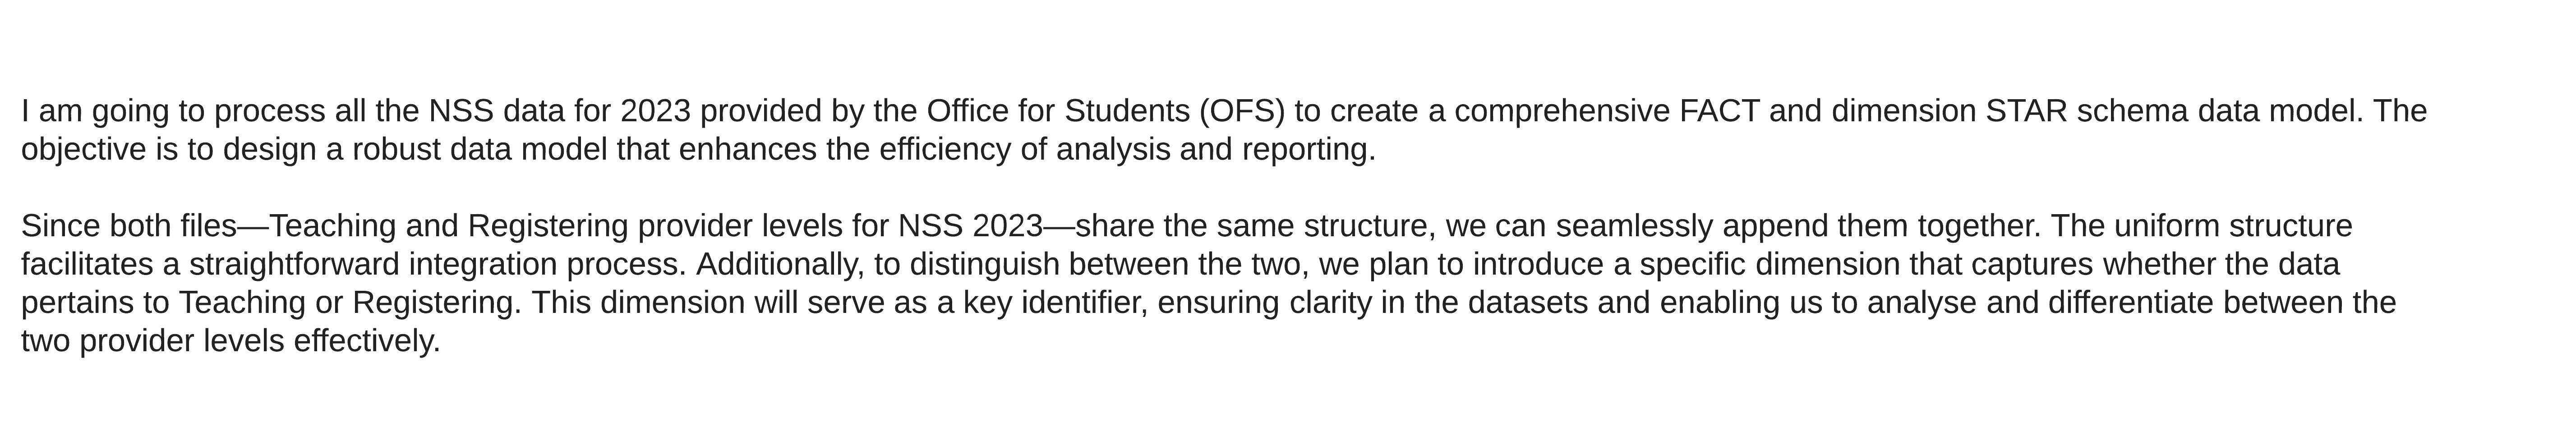 I am going to process all the NSS data for 2023 provided by the Office for Students (OFS) to create a comprehensive FACT and dimension STAR schema data model. The
objective is to design a robust data model that enhances the efficiency of analysis and reporting.
Since both files—Teaching and Registering provider levels for NSS 2023—share the same structure, we can seamlessly append them together. The uniform structure
facilitates a straightforward integration process. Additionally, to distinguish between the two, we plan to introduce a specific dimension that captures whether the data
pertains to Teaching or Registering. This dimension will serve as a key identifier, ensuring clarity in the datasets and enabling us to analyse and differentiate between the
two provider levels effectively.